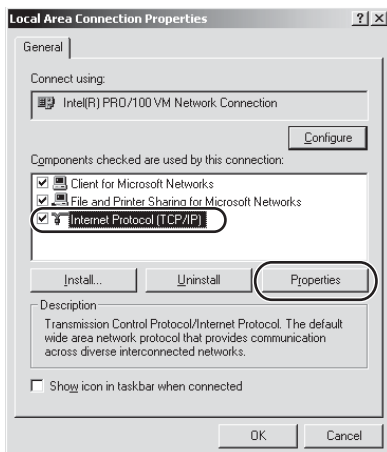 Local Area Connection Properties
General
Connect using:
Intel(R) PRO/100 VM Network Connection
Configure
Components checked are used by this connection:
Client for Microsoft Networks
File and Printer Sharing for Microsoft Networks
Internet Protocol (TCP/IP)
Install... Uninstall Properties
Description
Transmission Control Protocol/Internet Protocol. The default
wide area network protocol that provides communication
across diverse interconnected networks.
Show icon in taskbar when connected
OK Cancel